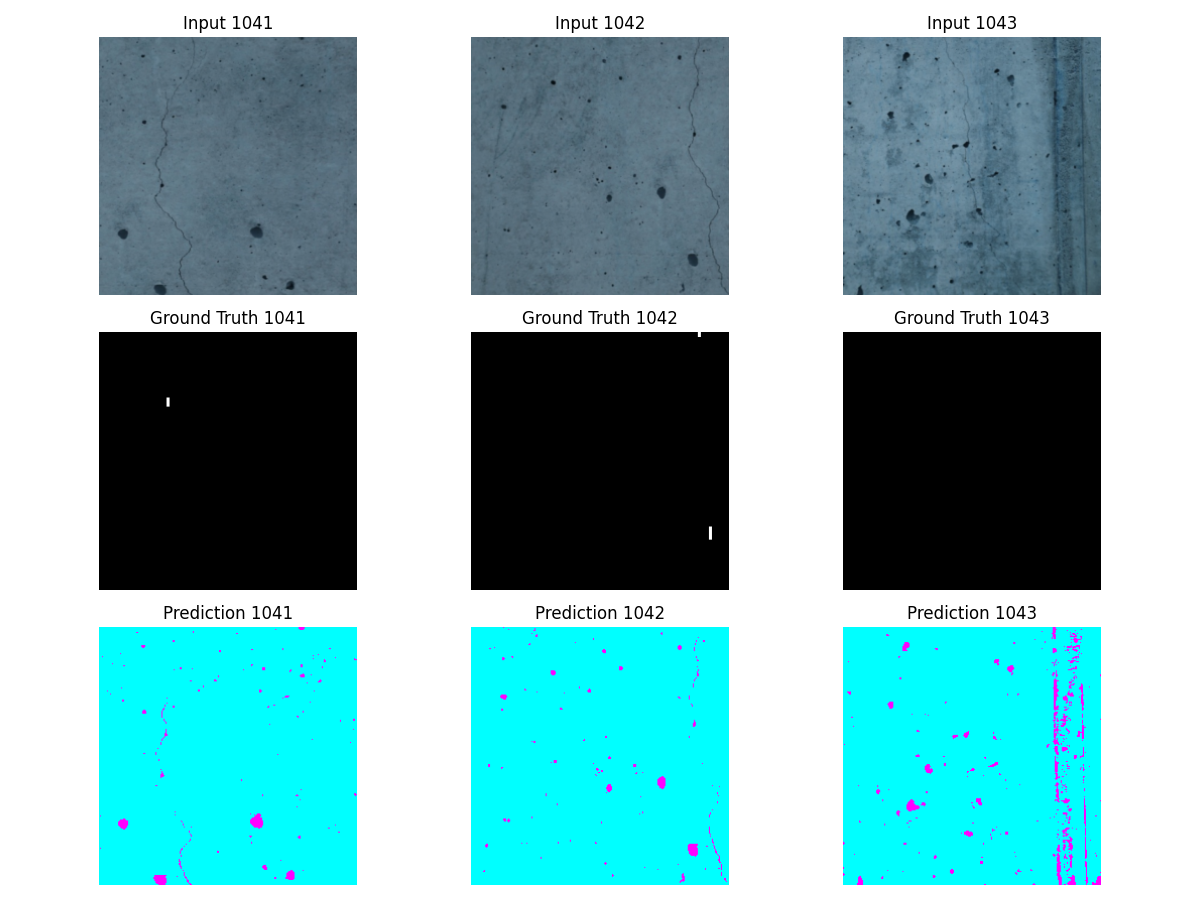 Input 1041
Input 1042
Input 1043
Ground Truth 1041
Ground Truth 1042
Ground Truth 1043
Prediction 1041
Prediction 1042
Prediction 1043